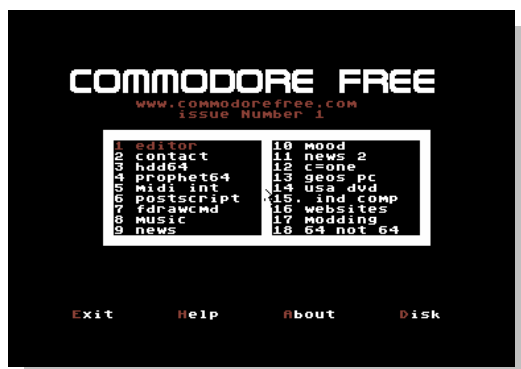 COMMODORE FREE
www.commodorefree.com
issue Number 1
1 editor
2 contact
3 hdd64
4 prophet64
5 midi int
6 postscript
7 fdrawcmd
8 music
9 news
10 mood
11 news 2
12 c=one
13 geos pc
14 usa dvd
15. ind comp
16 websites
17 modding
18 64 not 64
Exit Help About Disk